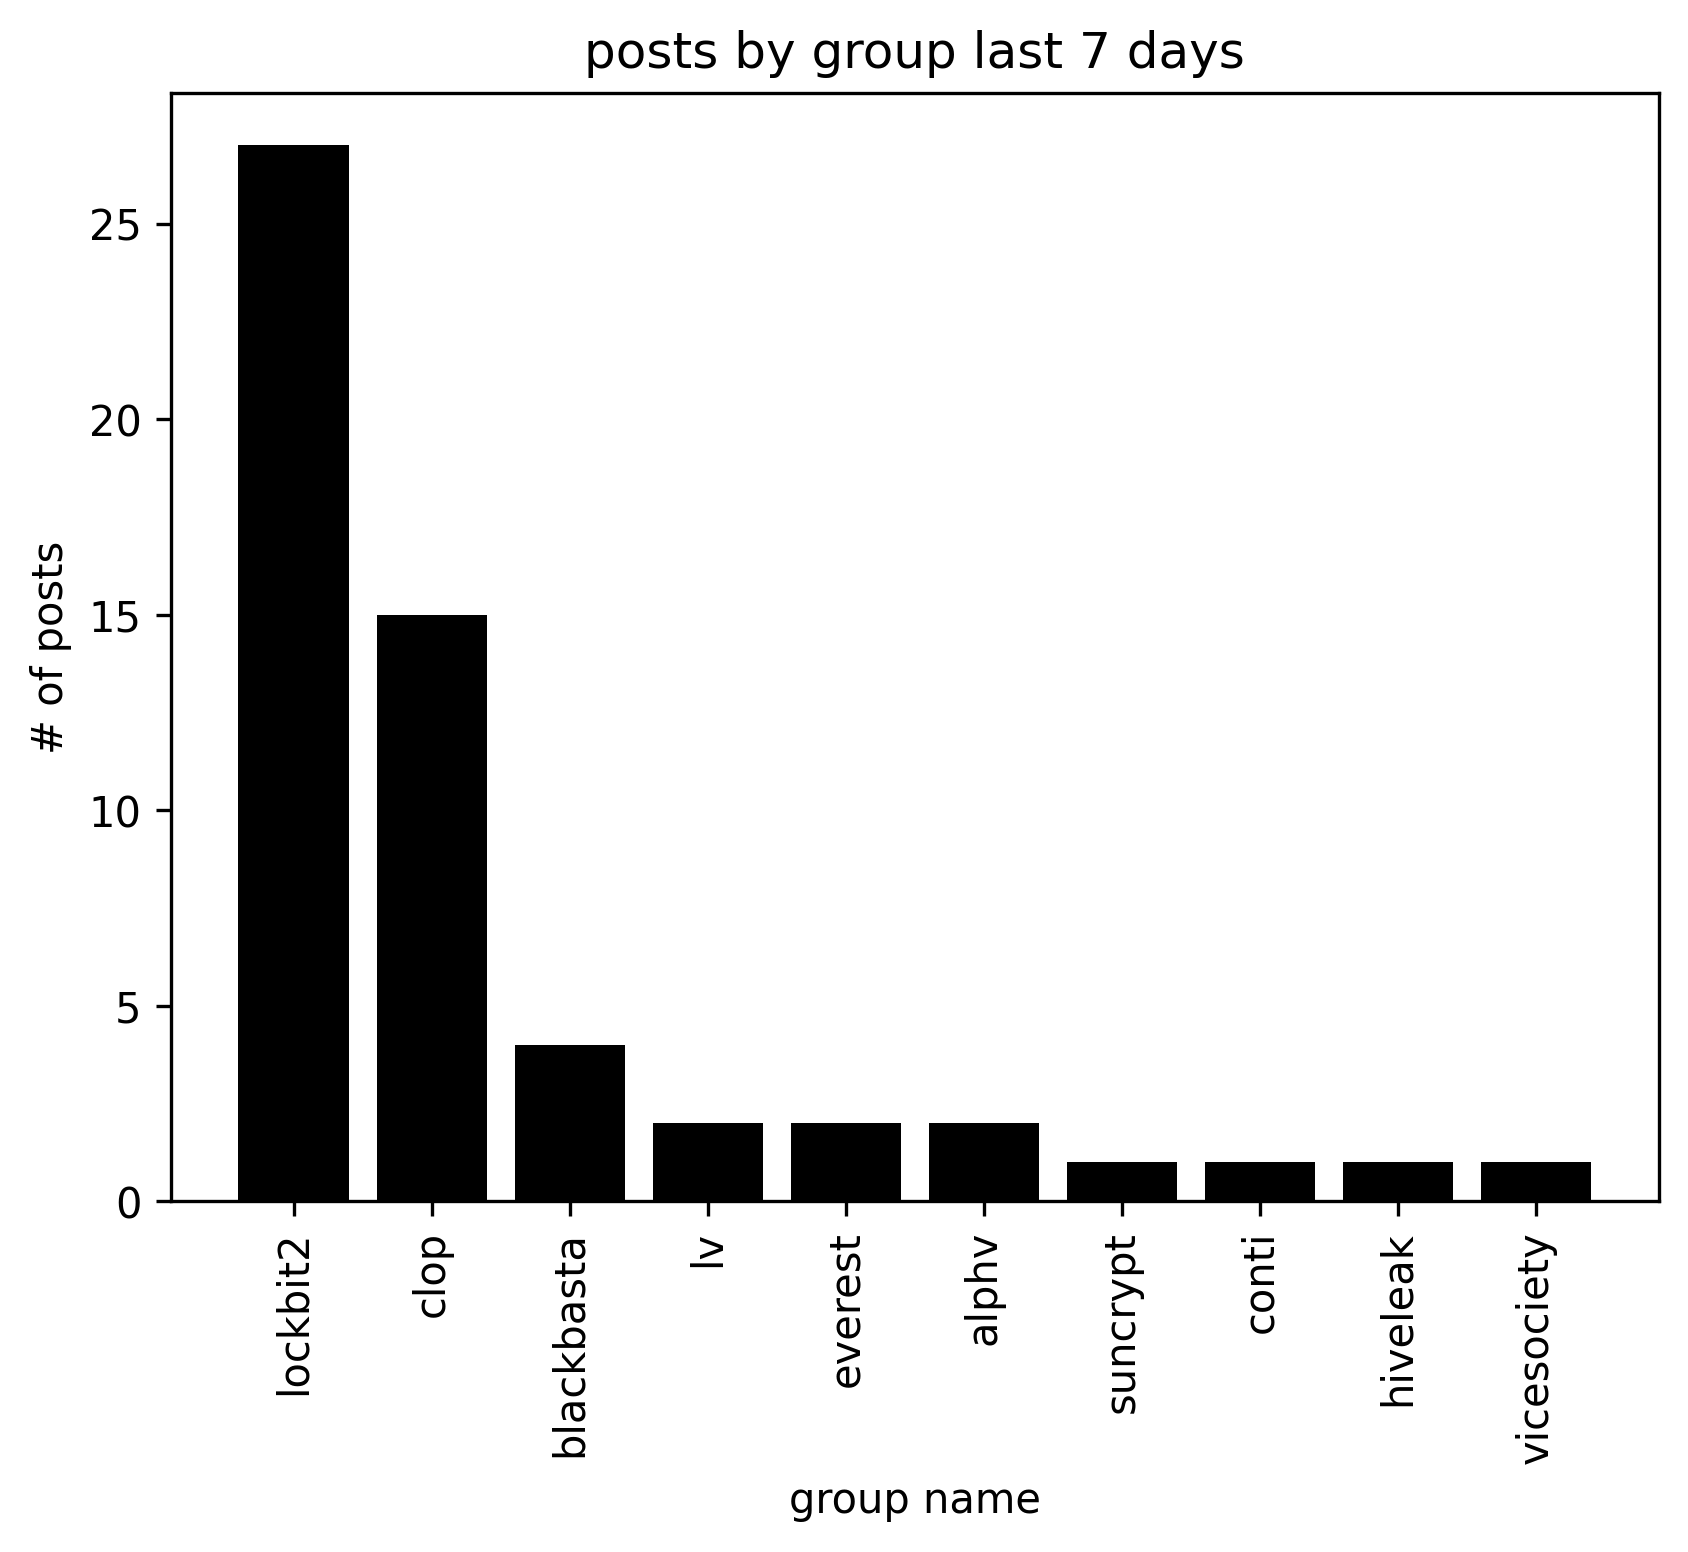 posts by group last 7 days
# of posts
25
20
15
10
5
0
lockbit2
clop
blackbasta
lv
everest
alphv
suncrypt
conti
hiveleak
vicesociety
group name